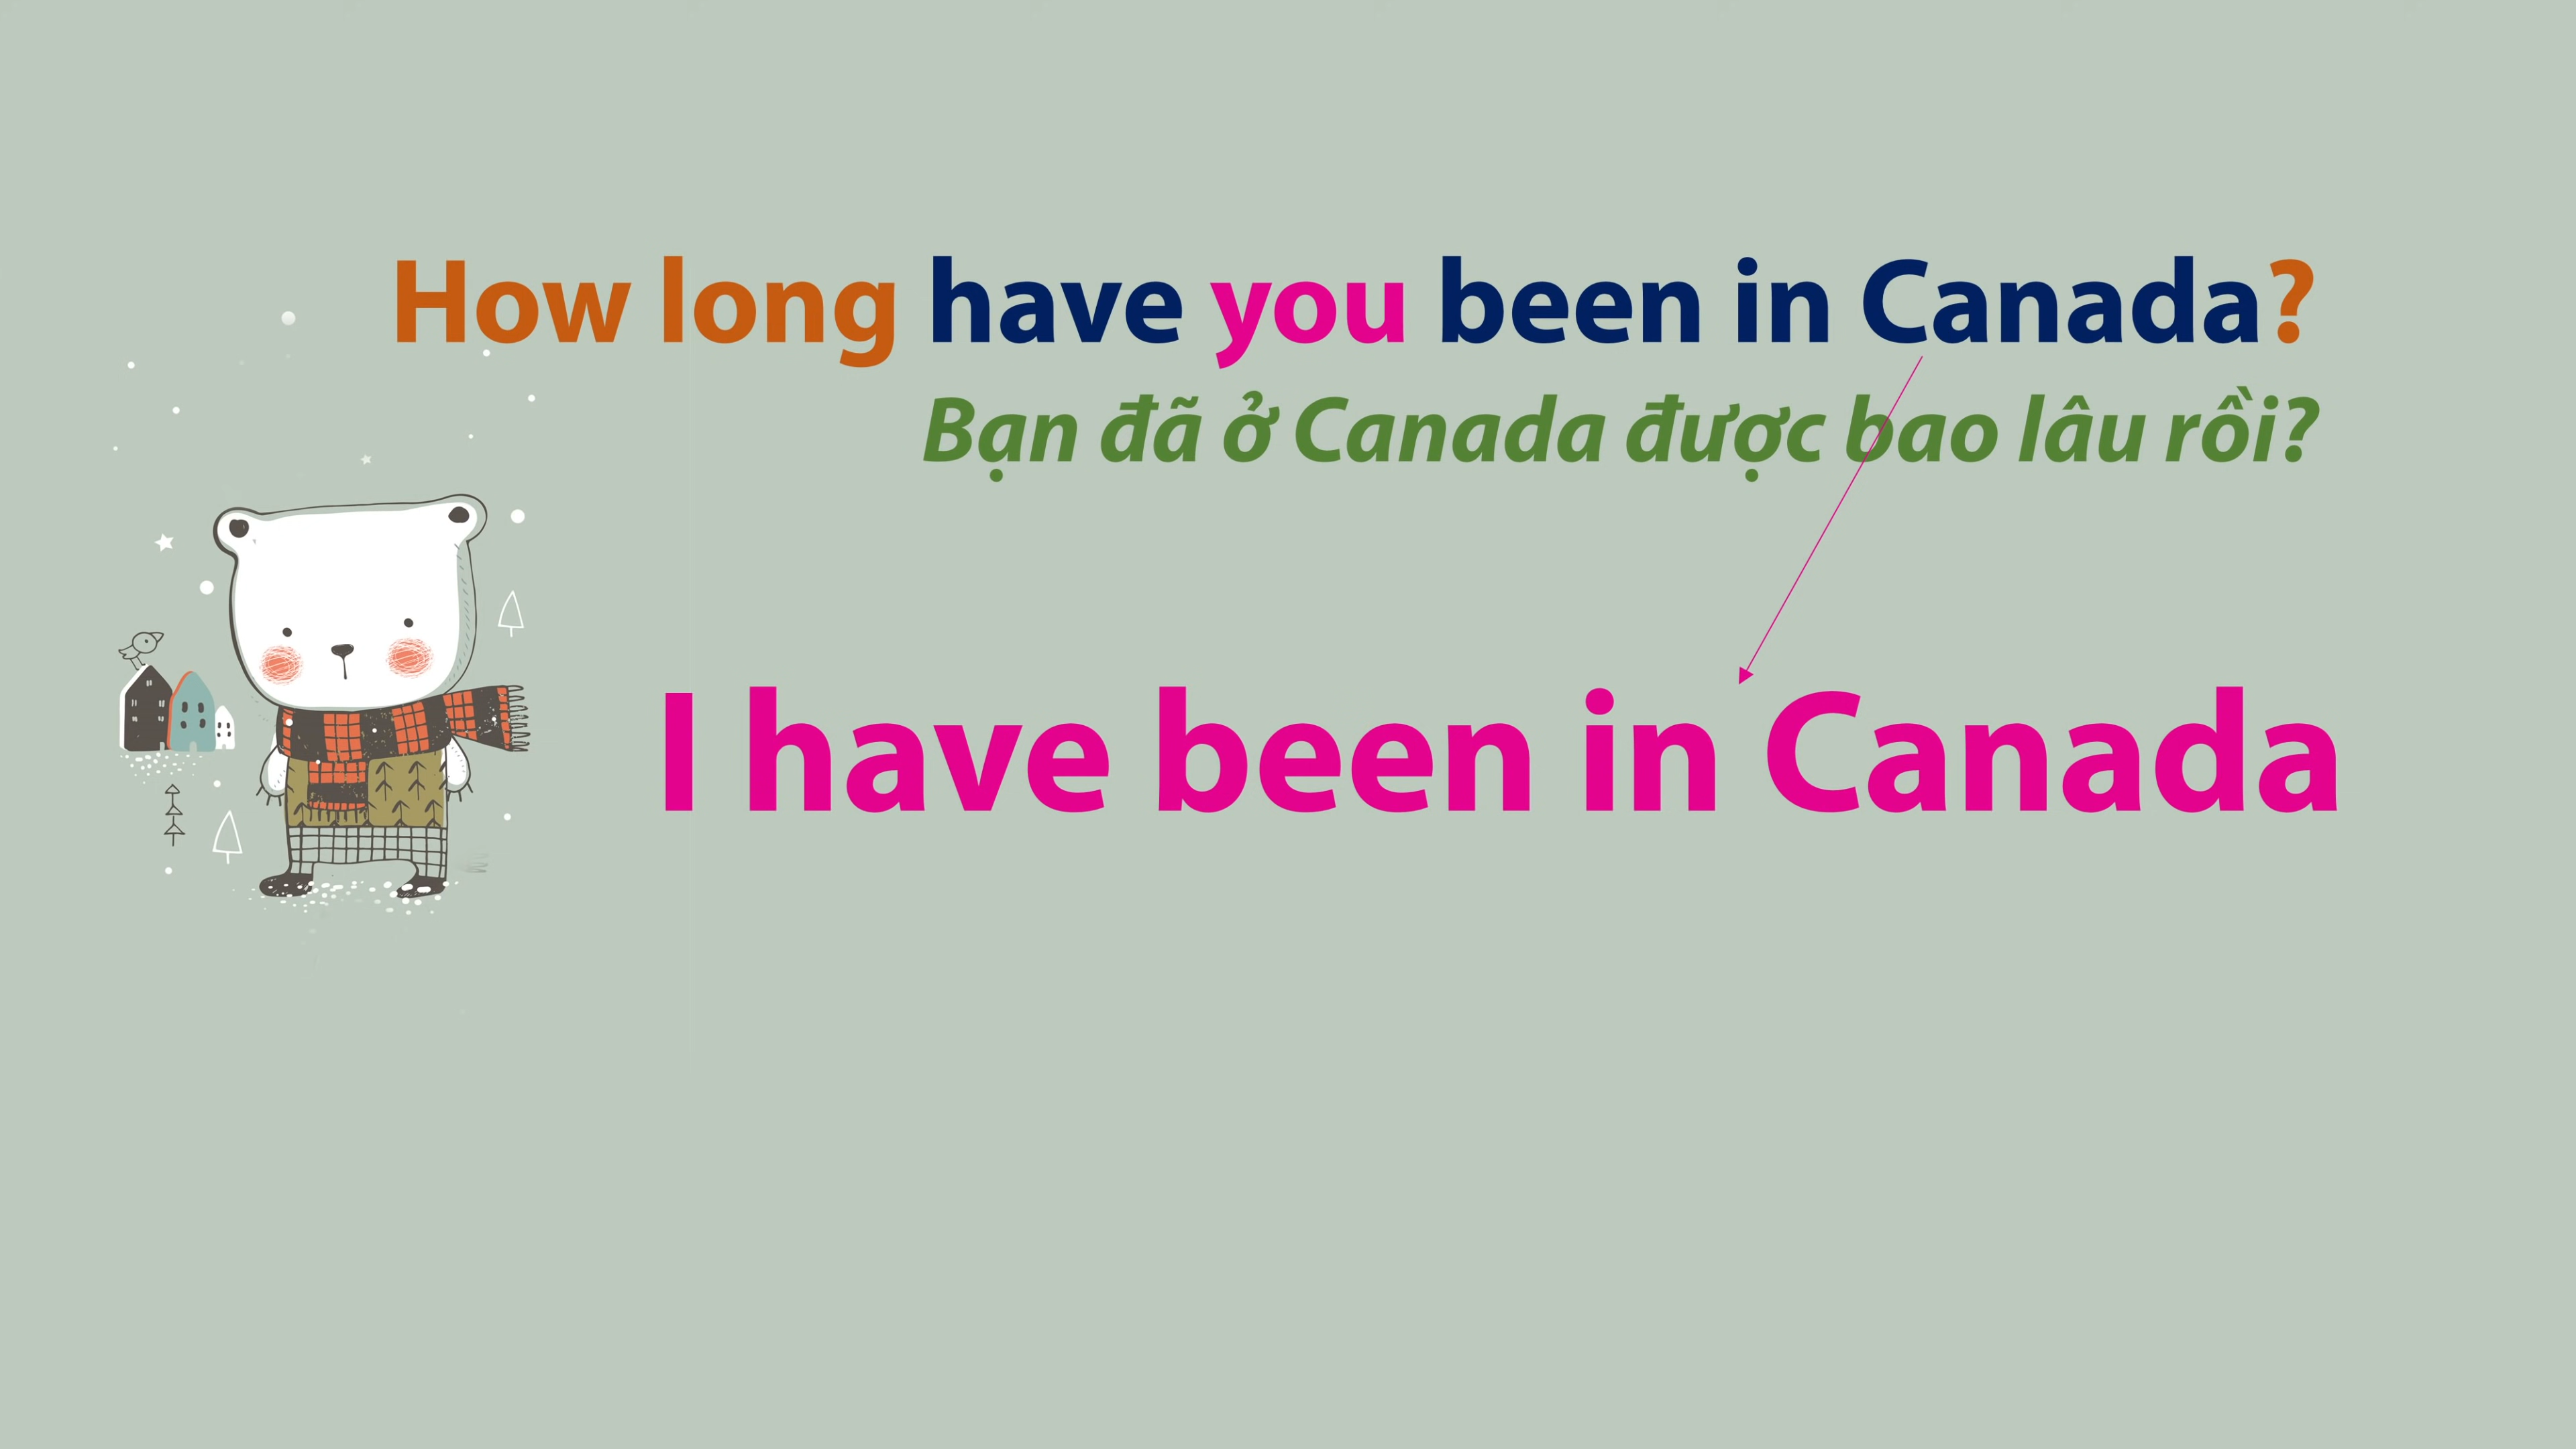 How long have you been in Canada?
Bạn đã ở Canada được bao lâu rồi?
I have been in Canada